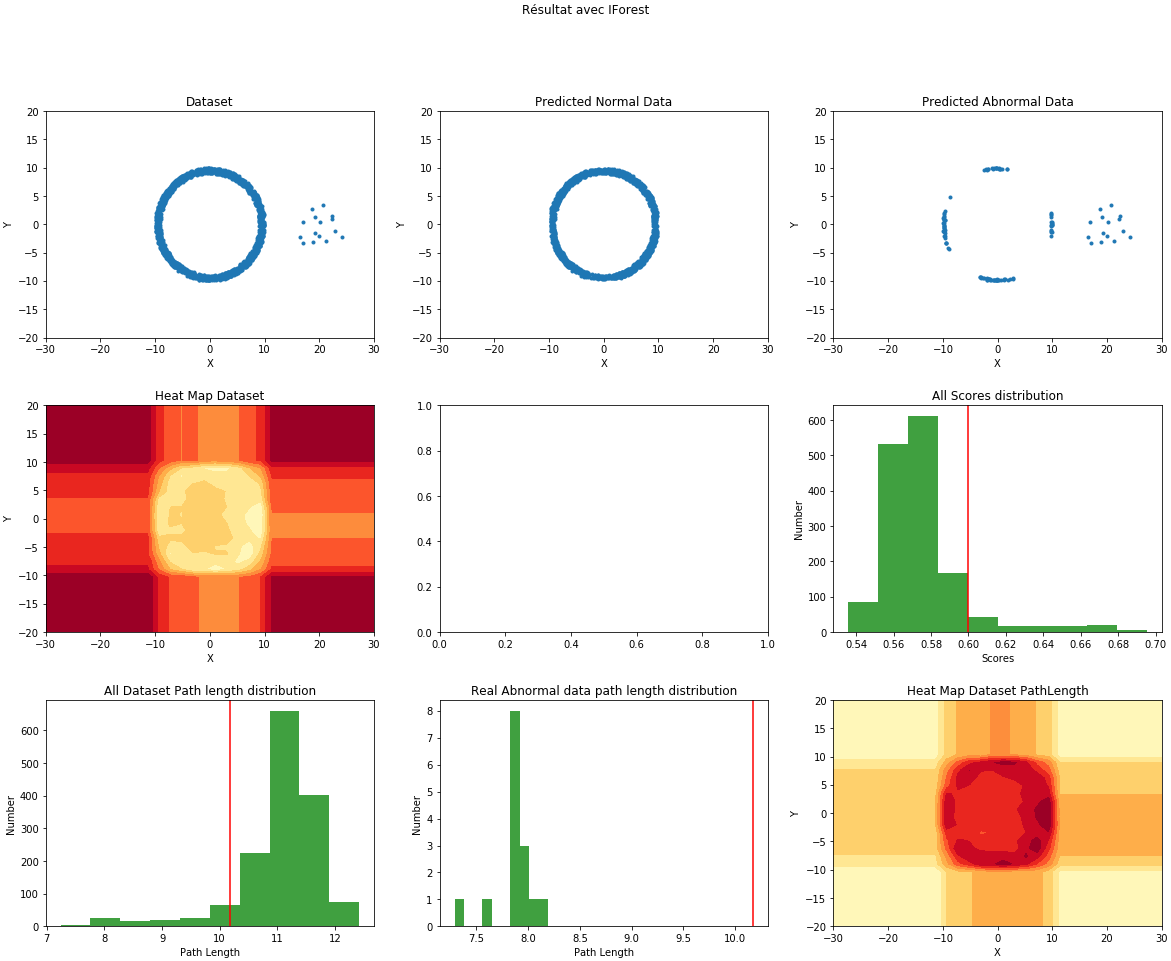 Résultat avec IForest
Dataset
Predicted Normal Data
Predicted Abnormal Data
20
15
10
5
0
−5
−10
−15
−20
Y
−30 −20 −10 0 10 20 30
X
20
15
10
5
0
−5
−10
−15
−20
Y
−30 −20 −10 0 10 20 30
X
20
15
10
5
0
−5
−10
−15
−20
Y
−30 −20 −10 0 10 20 30
X
Heat Map Dataset
20
15
10
5
0
−5
−10
−15
−20
Y
−30 −20 −10 0 10 20 30
X
1.0
0.8
0.6
0.4
0.2
0.0
0.0 0.2 0.4 0.6 0.8 1.0
All Scores distribution
600
500
400
300
200
100
0
Number
0.54 0.56 0.58 0.60 0.62 0.64 0.66 0.68 0.70
Scores
All Dataset Path length distribution
600
500
400
300
200
100
0
Number
7 8 9 10 11 12
Path Length
Real Abnormal data path length distribution
8
7
6
5
4
3
2
1
0
Number
7.5 8.0 8.5 9.0 9.5 10.0
Path Length
Heat Map Dataset PathLength
20
15
10
5
0
−5
−10
−15
−20
Y
−30 −20 −10 0 10 20 30
X